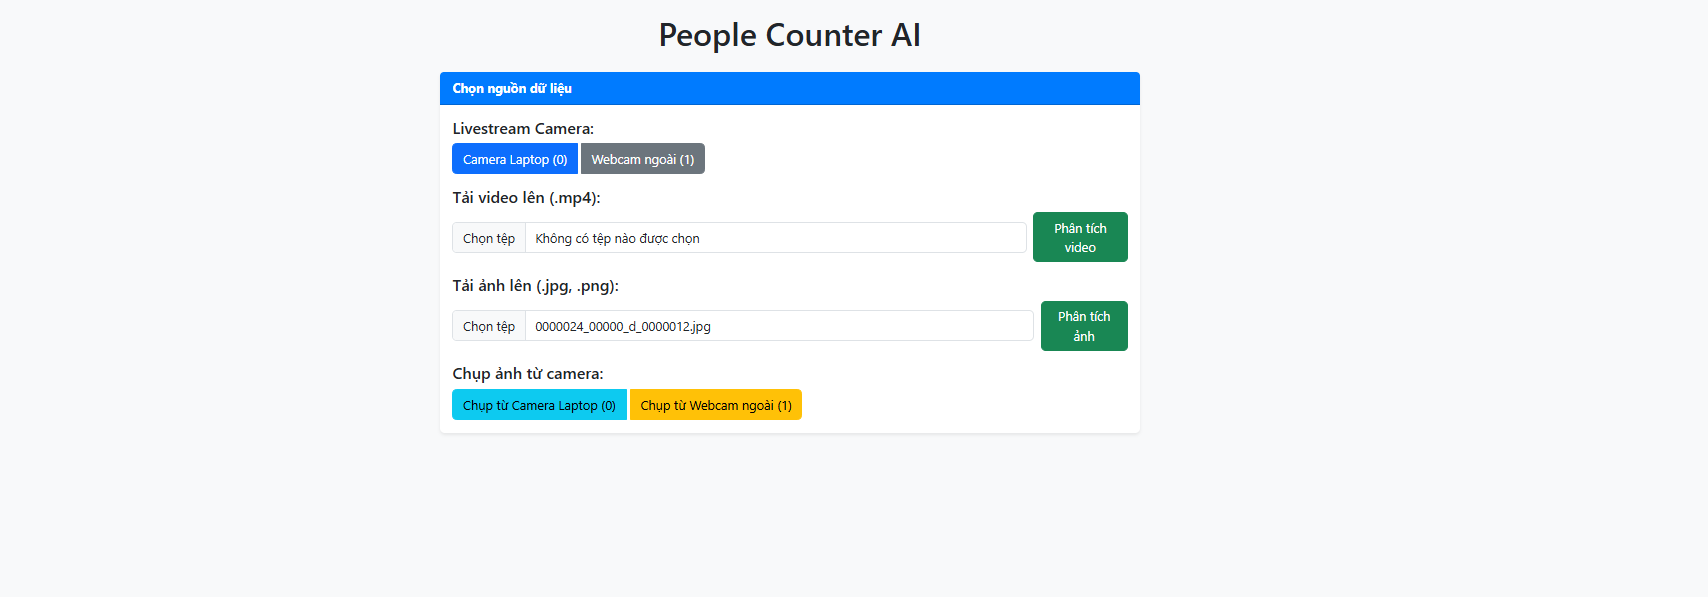 People Counter AI
Chọn nguồn dữ liệu
Livestream Camera:
Camera Laptop (0) Webcam ngoài (1)
Tải video lên (.mp4):
Chọn tệp Không có tệp nào được chọn
Phân tích
video
Tải ảnh lên (.jpg, .png):
Chọn tệp 0000024_00000_d_0000012.jpg
Phân tích
ảnh
Chụp ảnh từ camera:
Chụp từ Camera Laptop (0) Chụp từ Webcam ngoài (1)